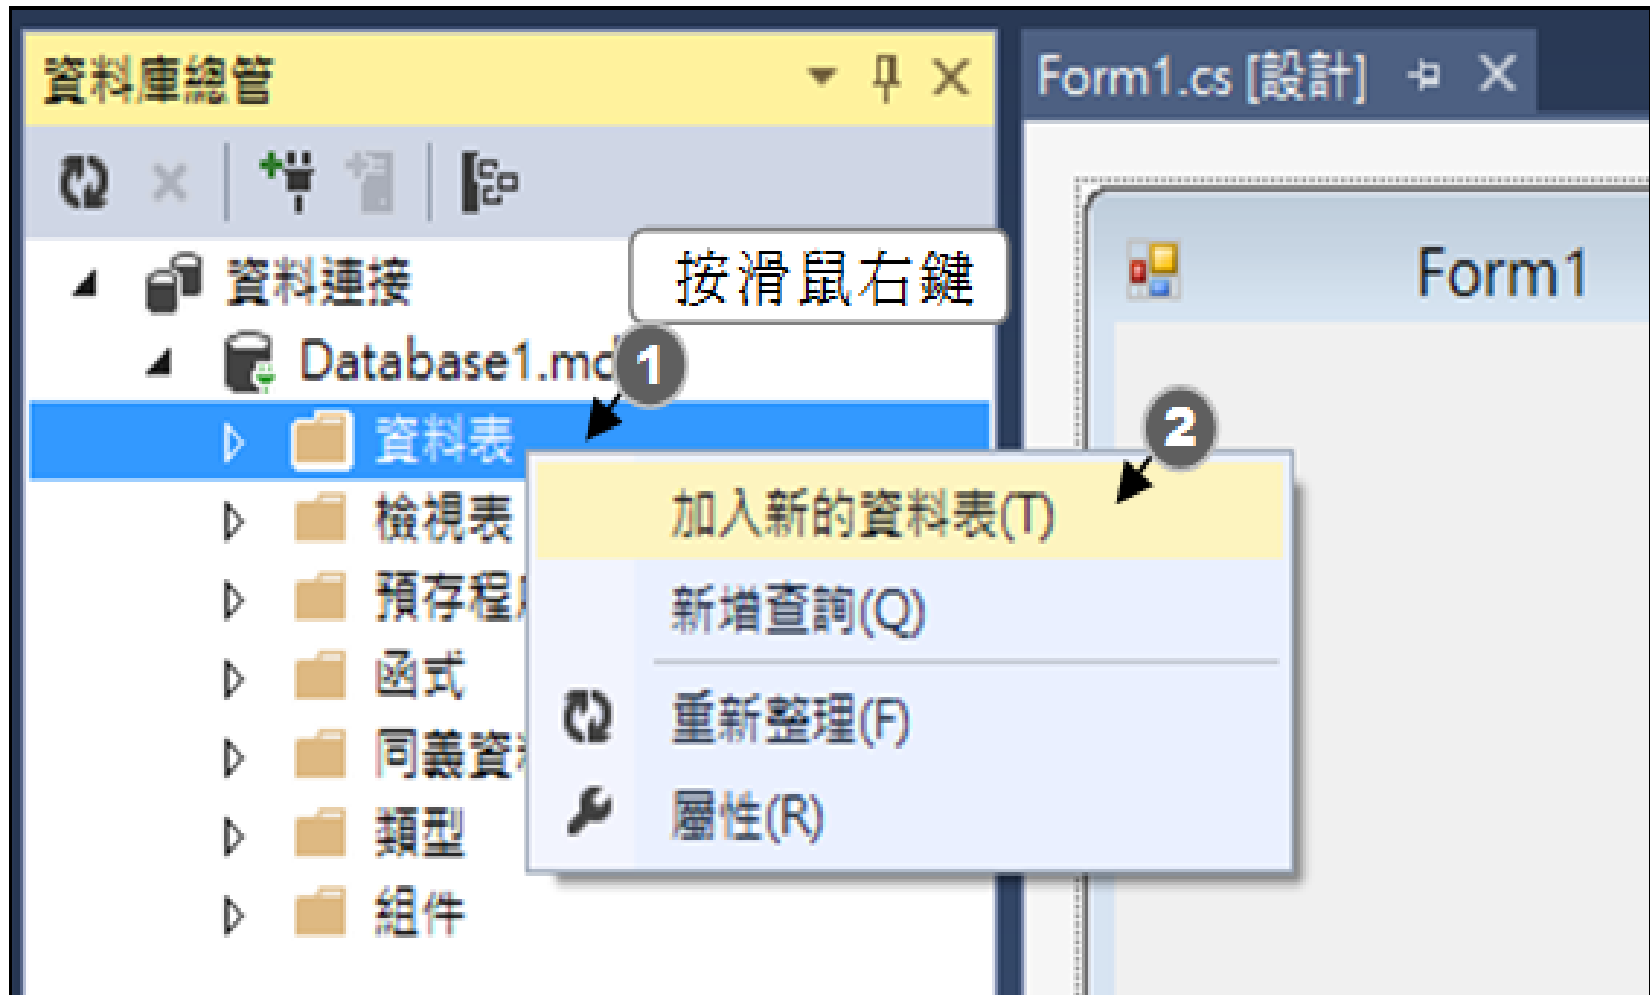 資料庫總管
Form1.cs [設計]
資料連接
按滑鼠右鍵
Form1
Database1.md
1
資料表
2
檢視表
加入新的資料表(T)
預存程
新增查詢(Q)
函式
重新整理(F)
同義資
類型
屬性(R)
組件